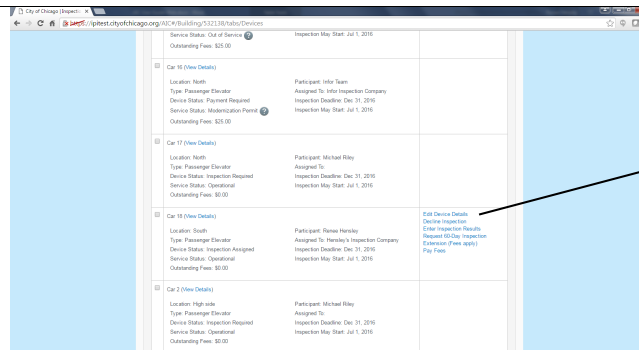 City of Chicago [Inspecti
https://ipitest.cityofchicago.org/AIC#/Building/532138/tabs/Devices
Service Status: Out of Service ? Inspection May Start: Jul 1, 2016
Outstanding Fees: $25.00
Car 16 (View Details)
Location: North Participant: Infor Team
Type: Passenger Elevator Assigned To: Infor Inspection Company
Device Status: Payment Required Inspection Deadline: Dec 31, 2016
Service Status: Modernization Permit ? Inspection May Start: Jul 1, 2016
Outstanding Fees: $25.00
Car 17 (View Details)
Location: North Participant: Michael Riley
Type: Passenger Elevator Assigned To:
Device Status: Inspection Required Inspection Deadline: Dec 31, 2016
Service Status: Operational Inspection May Start: Jul 1, 2016
Outstanding Fees: $0.00
Car 18 (View Details)
Location: South Participant: Renee Hensley
Type: Passenger Elevator Assigned To: Hensley's Inspection Company
Device Status: Inspection Assigned Inspection Deadline: Dec 31, 2016
Service Status: Operational Inspection May Start: Jul 1, 2016
Outstanding Fees: $0.00
Edit Device Details
Decline Inspection
Enter Inspection Results
Request 60-Day Inspection
Extension (Fees apply)
Pay Fees
Car 2 (View Details)
Location: High side Participant: Michael Riley
Type: Passenger Elevator Assigned To:
Device Status: Inspection Required Inspection Deadline: Dec 31, 2016
Service Status: Operational Inspection May Start: Jul 1, 2016
Outstanding Fees: $0.00